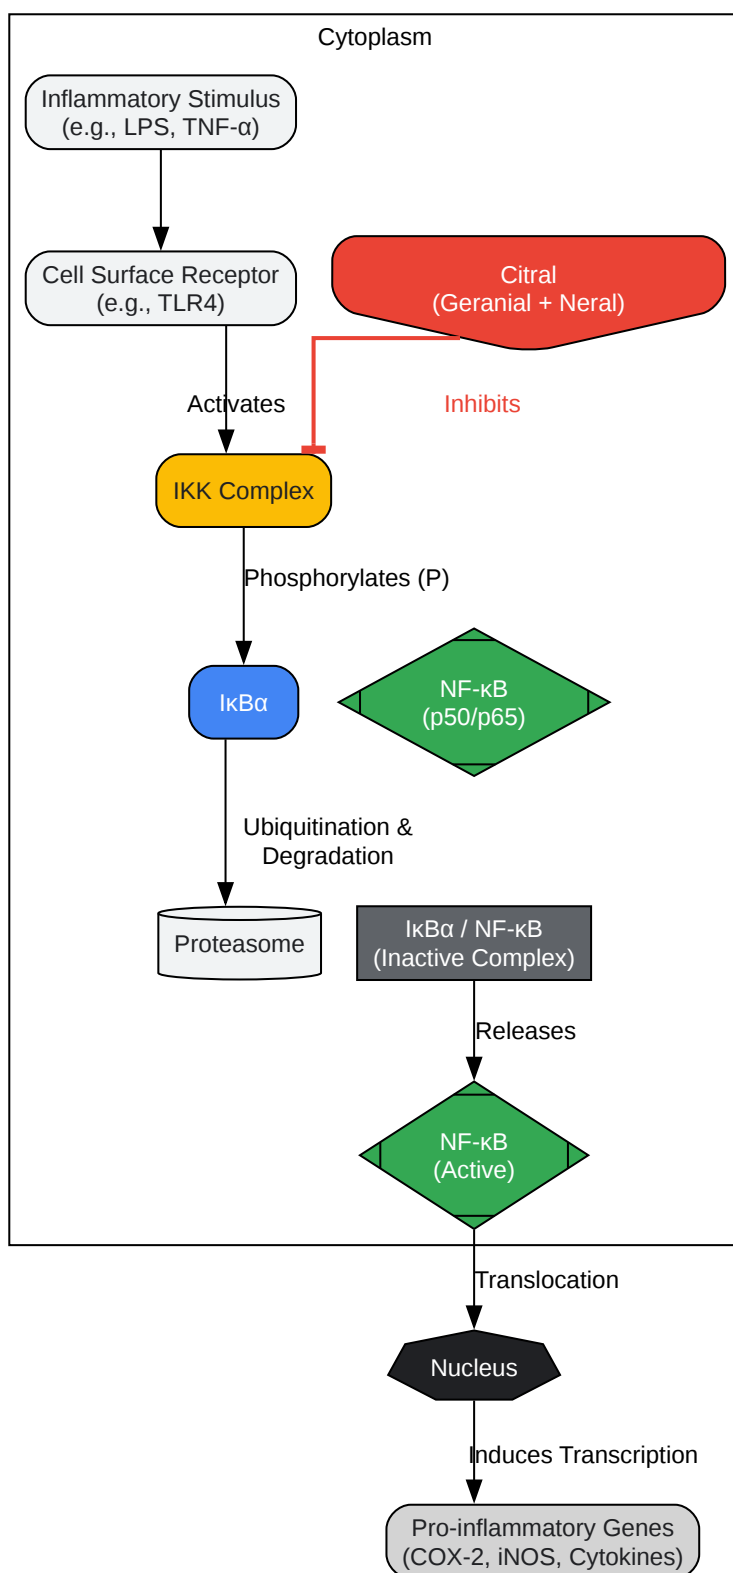 Cytoplasm
Inflammatory Stimulus
(e.g., LPS, TNF-α)
Cell Surface Receptor
(e.g., TLR4)
Citral
(Geranial + Neral)
Activates
Inhibits
IKK Complex
Phosphorylates (P)
IκBα
NF-κB
(p50/p65)
Ubiquitination &
Degradation
Proteasome
IκBα / NF-κB
(Inactive Complex)
Releases
NF-κB
(Active)
Translocation
Nucleus
Induces Transcription
Pro-inflammatory Genes
(COX-2, iNOS, Cytokines)